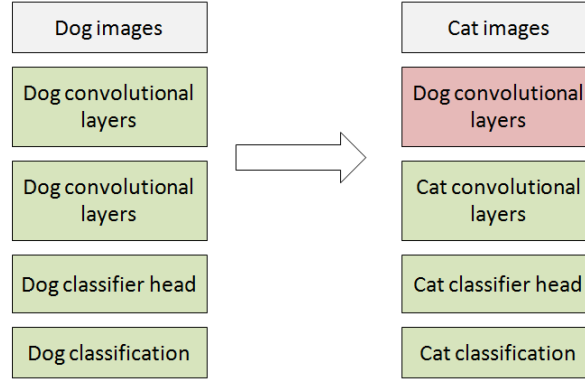 Dog images
Dog convolutional
layers
Dog convolutional
layers
Dog classifier head
Dog classification
Cat images
Dog convolutional
layers
Cat convolutional
layers
Cat classifier head
Cat classification